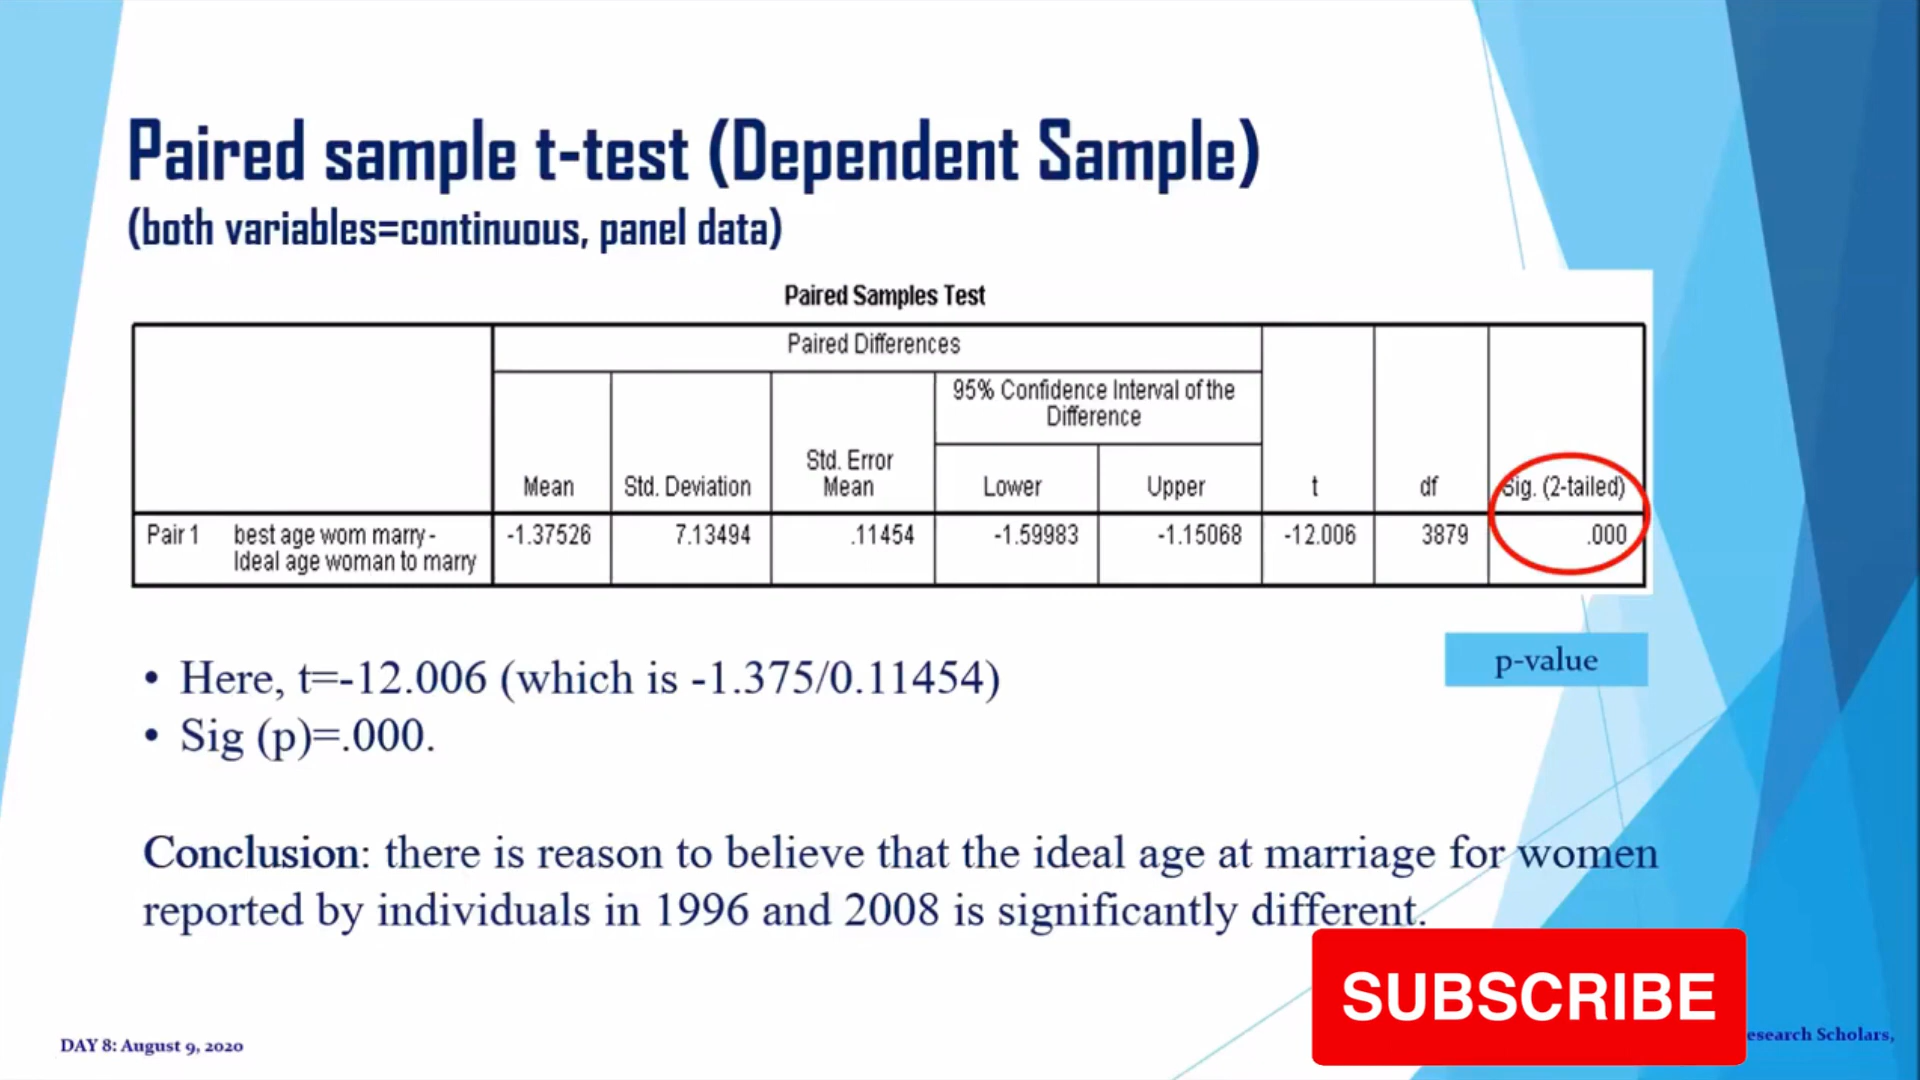 Paired sample t-test (Dependent Sample)
(both variables=continuous, panel data)
Paired Samples Test
Paired Differences
95% Confidence Interval of the
Difference
Mean Std. Deviation Std. Error Mean Lower Upper t df Sig. (2-tailed)
Pair 1 best age wom marry - -1.37526 7.13494 .11454 -1.59983 -1.15068 -12.006 3879 .000
Ideal age woman to marry
p-value
• Here, t=-12.006 (which is -1.375/0.11454)
• Sig (p)=.000.
Conclusion: there is reason to believe that the ideal age at marriage for women
reported by individuals in 1996 and 2008 is significantly different.
SUBSCRIBE
DAY 8: August 9, 2020 Scholars,